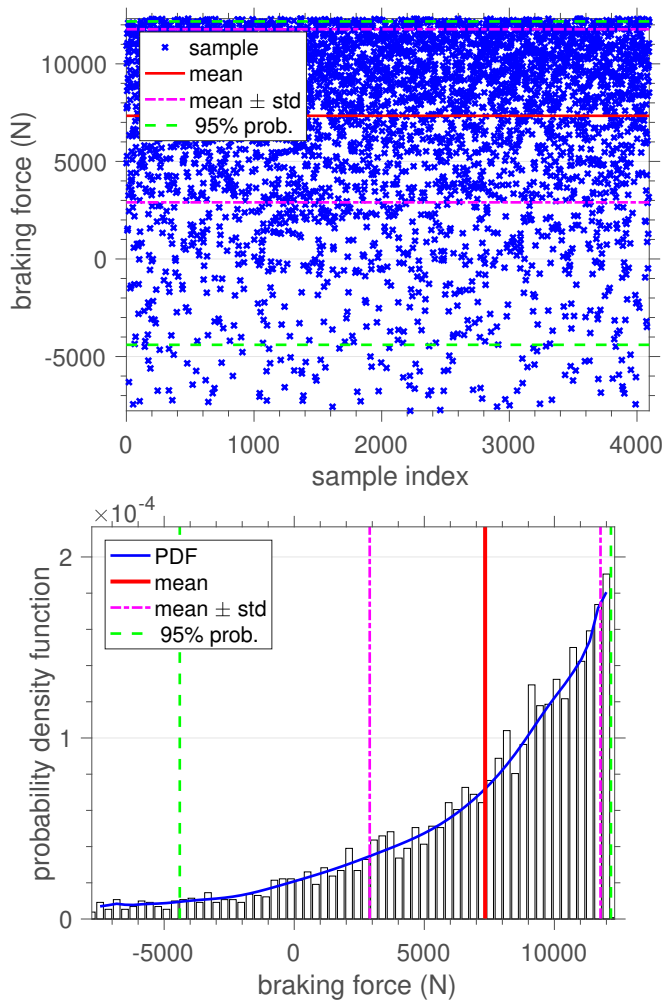 10000
5000
0
-5000
braking force (N)
sample
mean
mean ± std
95% prob.
0 1000 2000 3000 4000
sample index
×10⁻⁴
2
1
0
probability density function
PDF
mean
mean ± std
95% prob.
-5000 0 5000 10000
braking force (N)